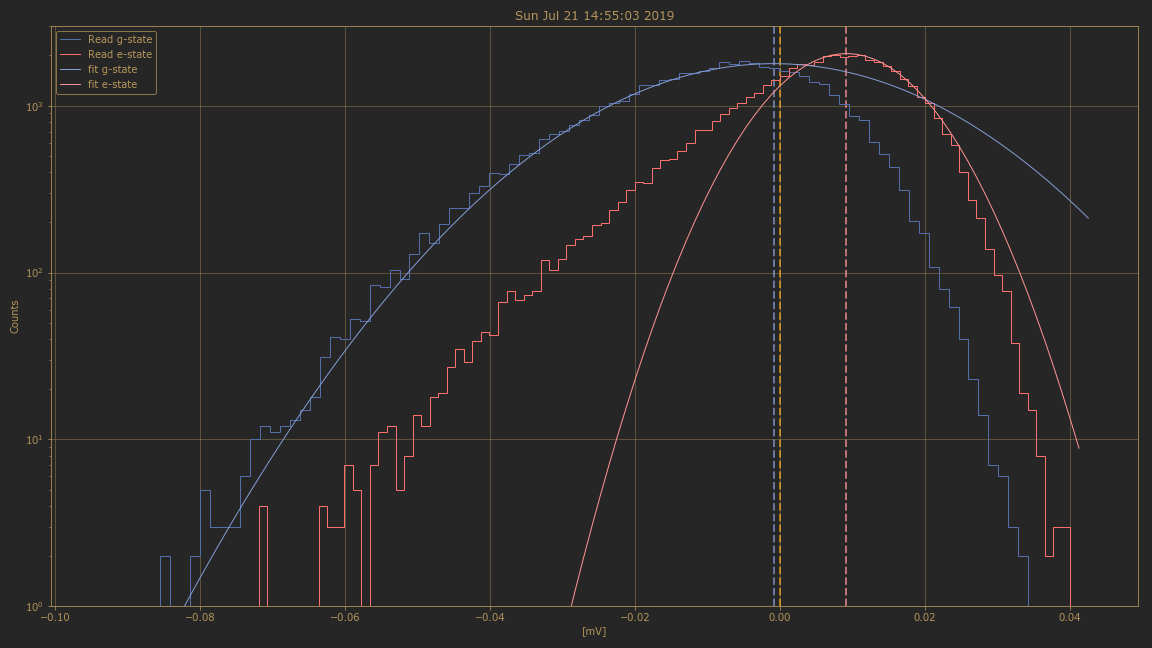 Sun Jul 21 14:55:03 2019
Read g-state
Read e-state
fit g-state
fit e-state
Counts
10³
10²
10¹
10⁰
−0.10 −0.08 −0.06 −0.04 −0.02 0.00 0.02 0.04
[mV]